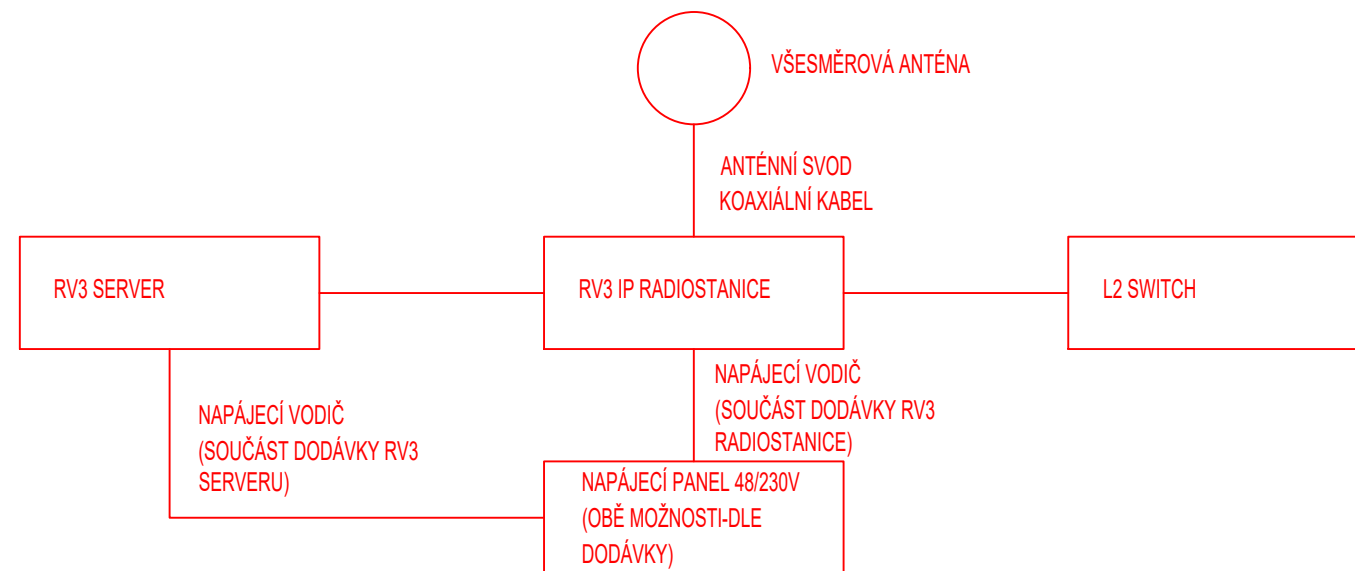 VŠESMĚROVÁ ANTÉNA
ANTÉNNÍ SVOD
KOAXIÁLNÍ KABEL
RV3 SERVER
RV3 IP RADIOSTANICE
L2 SWITCH
NAPÁJECÍ VODIČ
(SOUČÁST DODÁVKY RV3
RADIOSTANICE)
NAPÁJECÍ VODIČ
(SOUČÁST DODÁVKY RV3
SERVERU)
NAPÁJECÍ PANEL 48/230V
(OBĚ MOŽNOSTI-DLE
DODÁVKY)